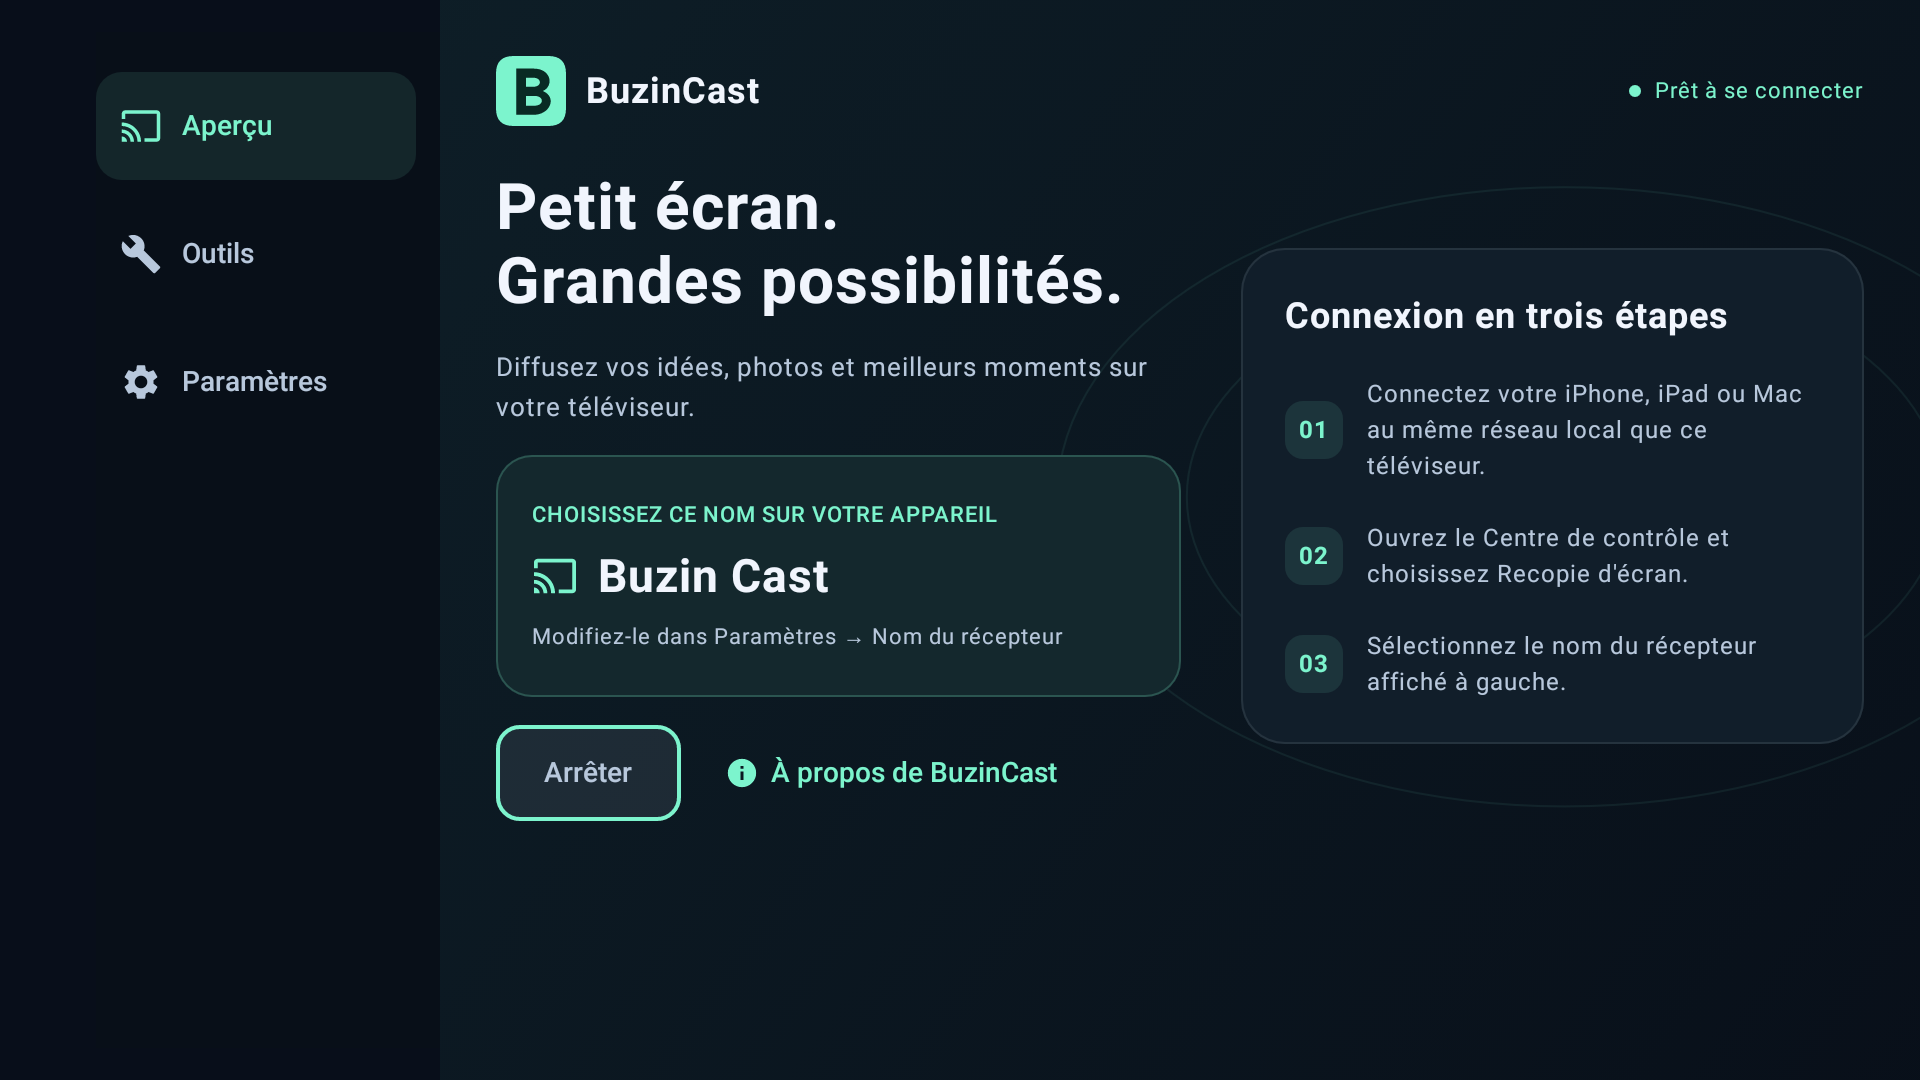 Aperçu
Outils
Paramètres
B
BuzinCast
Prêt à se connecter
Petit écran.
Grandes possibilités.
Diffusez vos idées, photos et meilleurs moments sur
votre téléviseur.
CHOISISSEZ CE NOM SUR VOTRE APPAREIL
Buzin Cast
Modifiez-le dans Paramètres → Nom du récepteur
Arrêter
À propos de BuzinCast
Connexion en trois étapes
01
Connectez votre iPhone, iPad ou Mac
au même réseau local que ce
téléviseur.
02
Ouvrez le Centre de contrôle et
choisissez Recopie d'écran.
03
Sélectionnez le nom du récepteur
affiché à gauche.